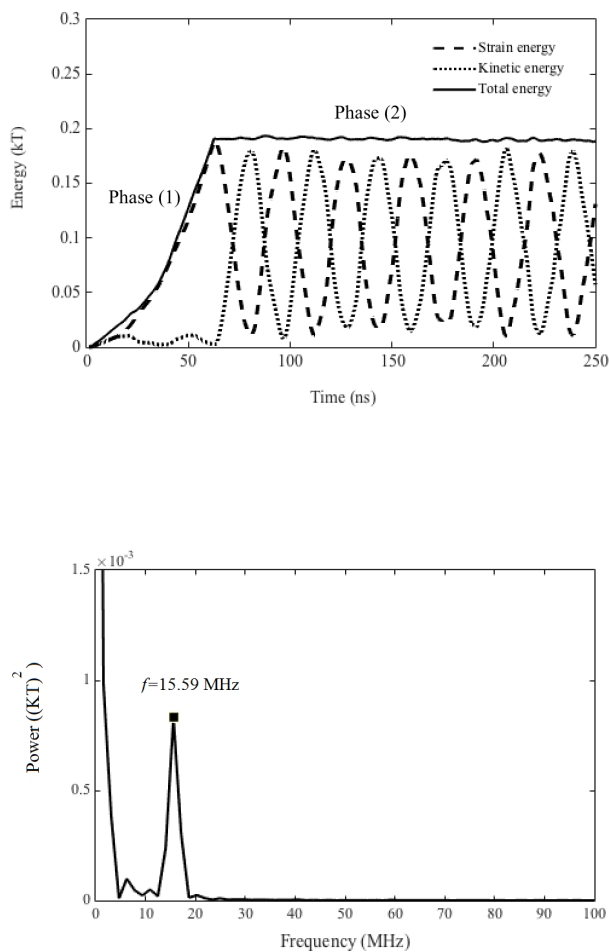 0.3
0.25
0.2
0.15
0.1
0.05
0
Energy (kT)
Strain energy
Kinetic energy
Total energy
Phase (2)
Phase (1)
0 50 100 150 200 250
Time (ns)
×10-3
1.5
1
0.5
0
Power ((KT)2)
f=15.59 MHz
0 10 20 30 40 50 60 70 80 90 100
Frequency (MHz)